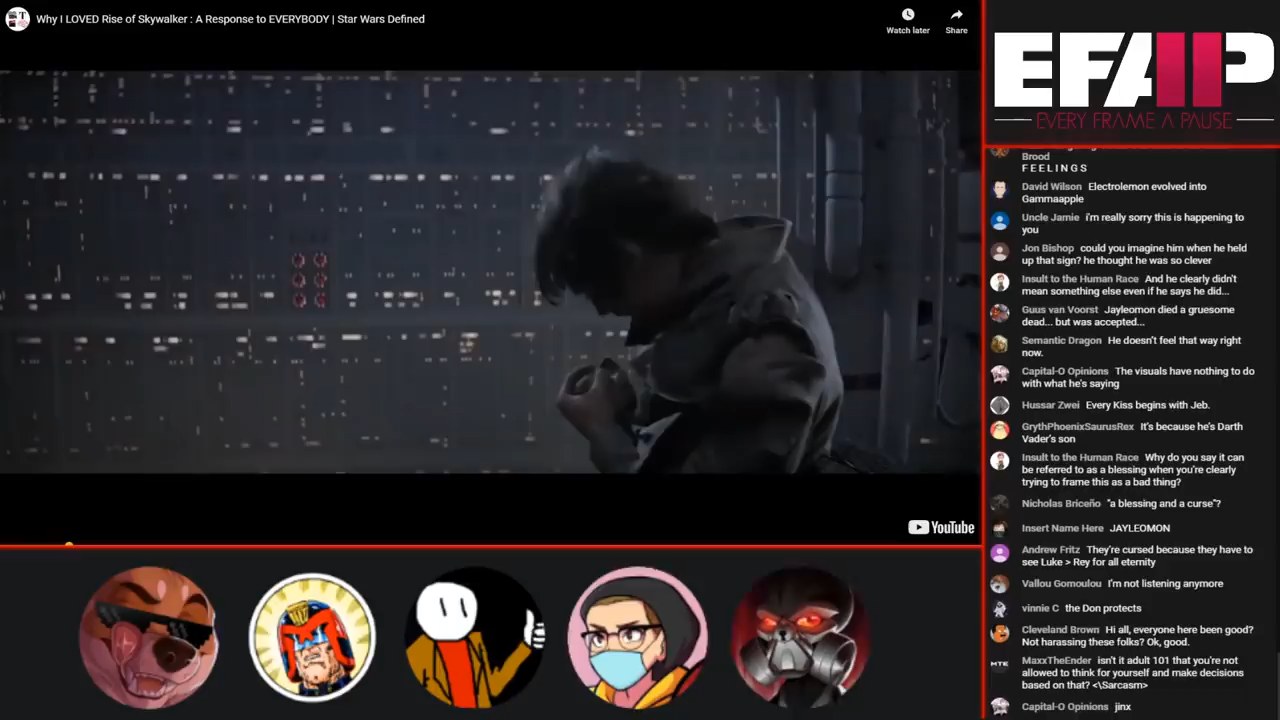 Why I LOVED Rise of Skywalker : A Response to EVERYBODY | Star Wars Defined
Watch later
Share
YouTube
EFAP
EVERY FRAME A PAUSE
Brood
FEELINGS
David Wilson Electrolemon evolved into
Gammaapple
Uncle Jamie i'm really sorry this is happening to
you
Jon Bishop could you imagine him when he held
up that sign? he thought he was so clever
Insult to the Human Race And he clearly didn't
mean something else even if he says he did...
Guus van Voorst Jayleomon died a gruesome
dead... but was accepted...
Semantic Dragon He doesn't feel that way right
now.
Capital-O Opinions The visuals have nothing to do
with what he's saying
Hussar Zwei Every Kiss begins with Jeb.
GrythPhoenixSaurusRex It's because he's Darth
Vader's son
Insult to the Human Race Why do you say it can
be referred to as a blessing when you're clearly
trying to frame this as a bad thing?
Nicholas Briceño "a blessing and a curse"?
Insert Name Here JAYLEOMON
Andrew Fritz They're cursed because they have to
see Luke > Rey for all eternity
Vallou Gomoulou I'm not listening anymore
vinnie C the Don protects
Cleveland Brown Hi all, everyone here been good?
Not harassing these folks? Ok, good.
MTE
MaxxTheEnder isn't it adult 101 that you're not
allowed to think for yourself and make decisions
based on that? <\Sarcasm>
Capital-O Opinions jinx